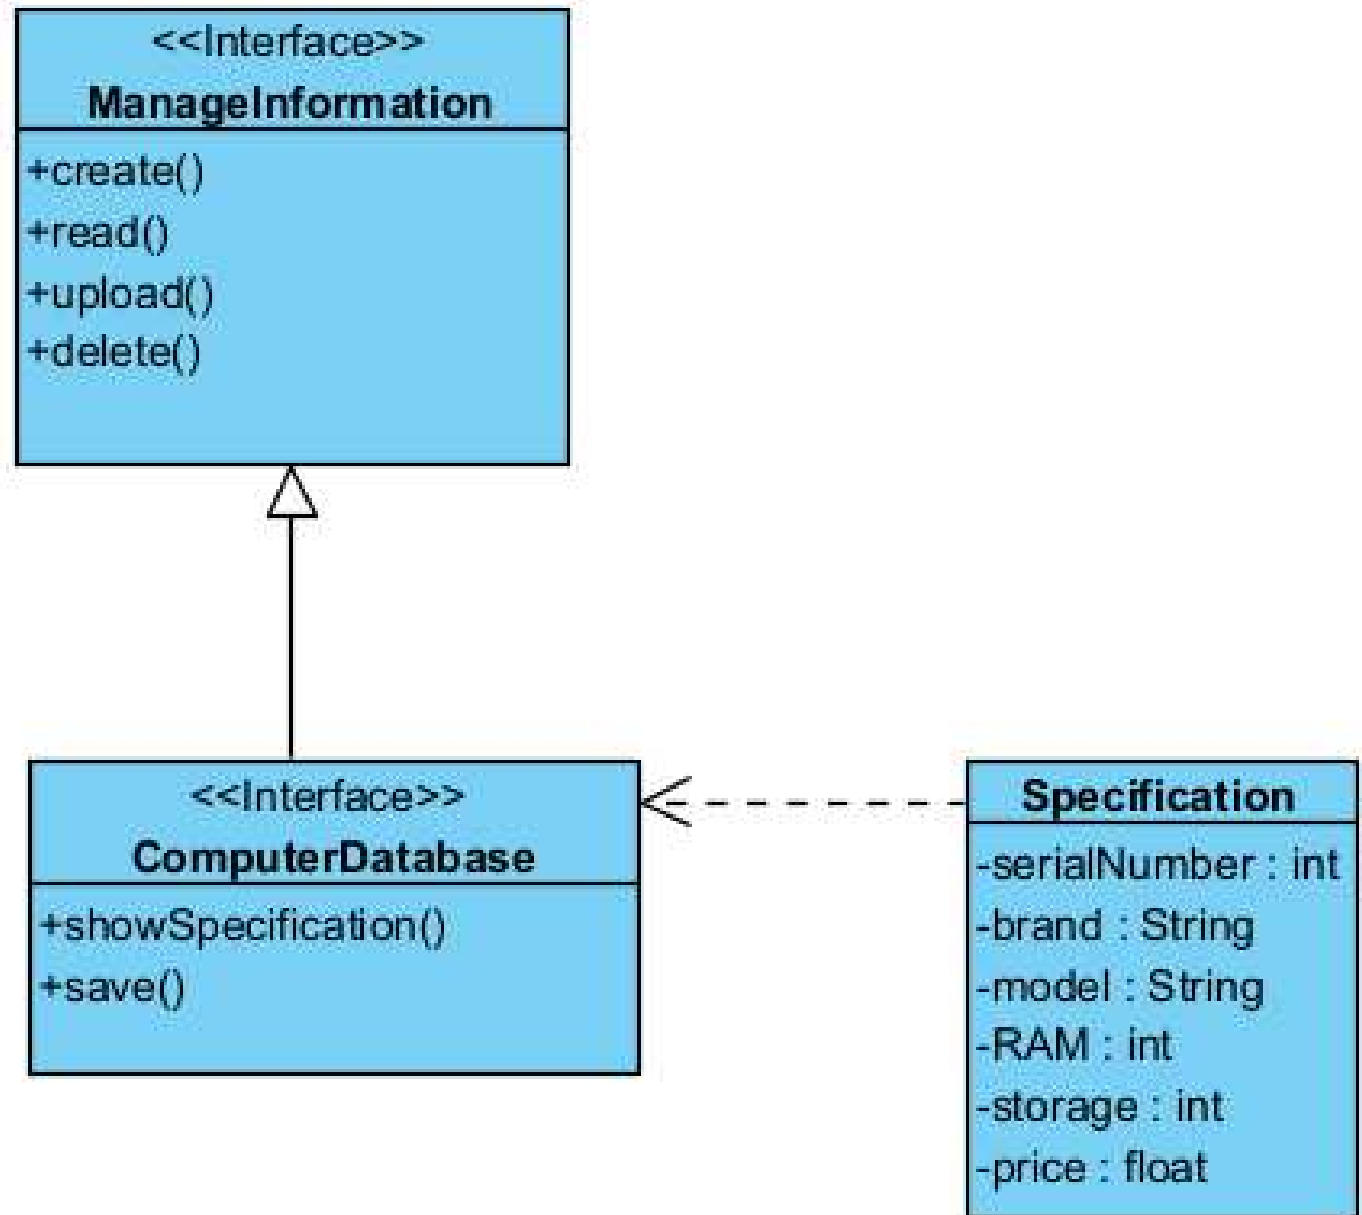 <<Interface>>
ManageInformation
+create()
+read()
+upload()
+delete()
<<Interface>>
ComputerDatabase
+showSpecification()
+save()
Specification
-serialNumber : int
-brand : String
-model : String
-RAM : int
-storage : int
-price : float